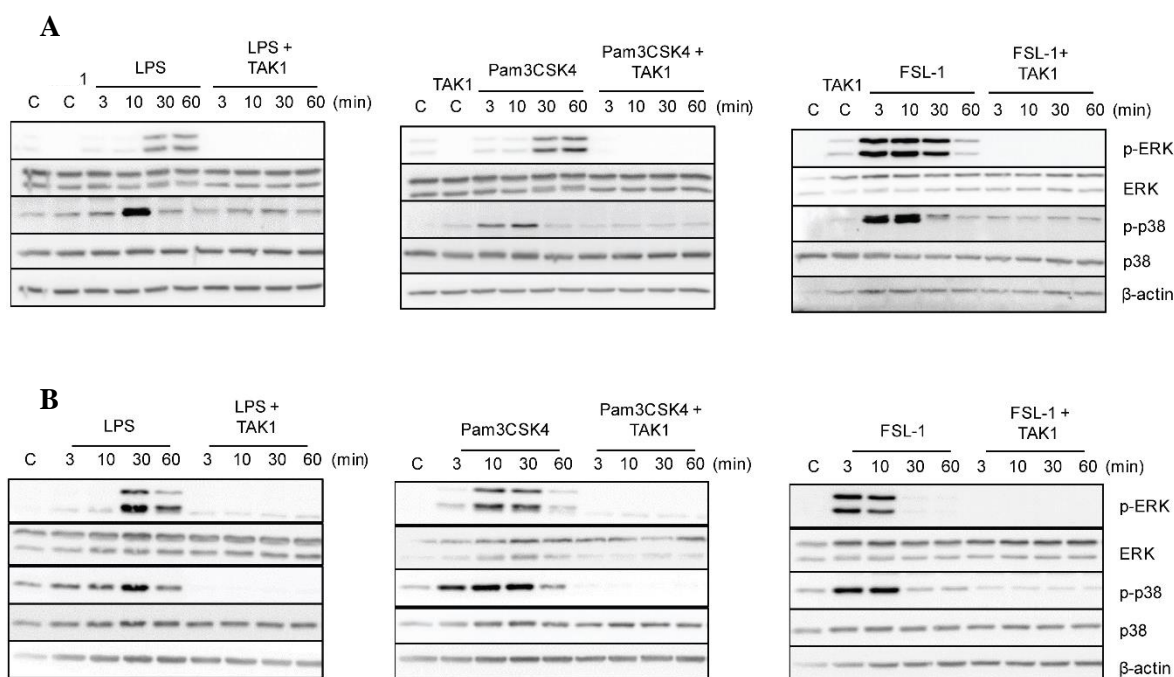 A
1 LPS LPS + TAK1
C C 3 10 30 60 3 10 30 60 (min)
TAK1 Pam3CSK4 Pam3CSK4 + TAK1
C C 3 10 30 60 3 10 30 60 (min)
TAK1 FSL-1 FSL-1+ TAK1
C C 3 10 30 60 3 10 30 60 (min)
p-ERK
ERK
p-p38
p38
β-actin
B
LPS LPS + TAK1
C 3 10 30 60 3 10 30 60 (min)
Pam3CSK4 Pam3CSK4 + TAK1
C 3 10 30 60 3 10 30 60 (min)
FSL-1 FSL-1 + TAK1
C 3 10 30 60 3 10 30 60 (min)
p-ERK
ERK
p-p38
p38
β-actin